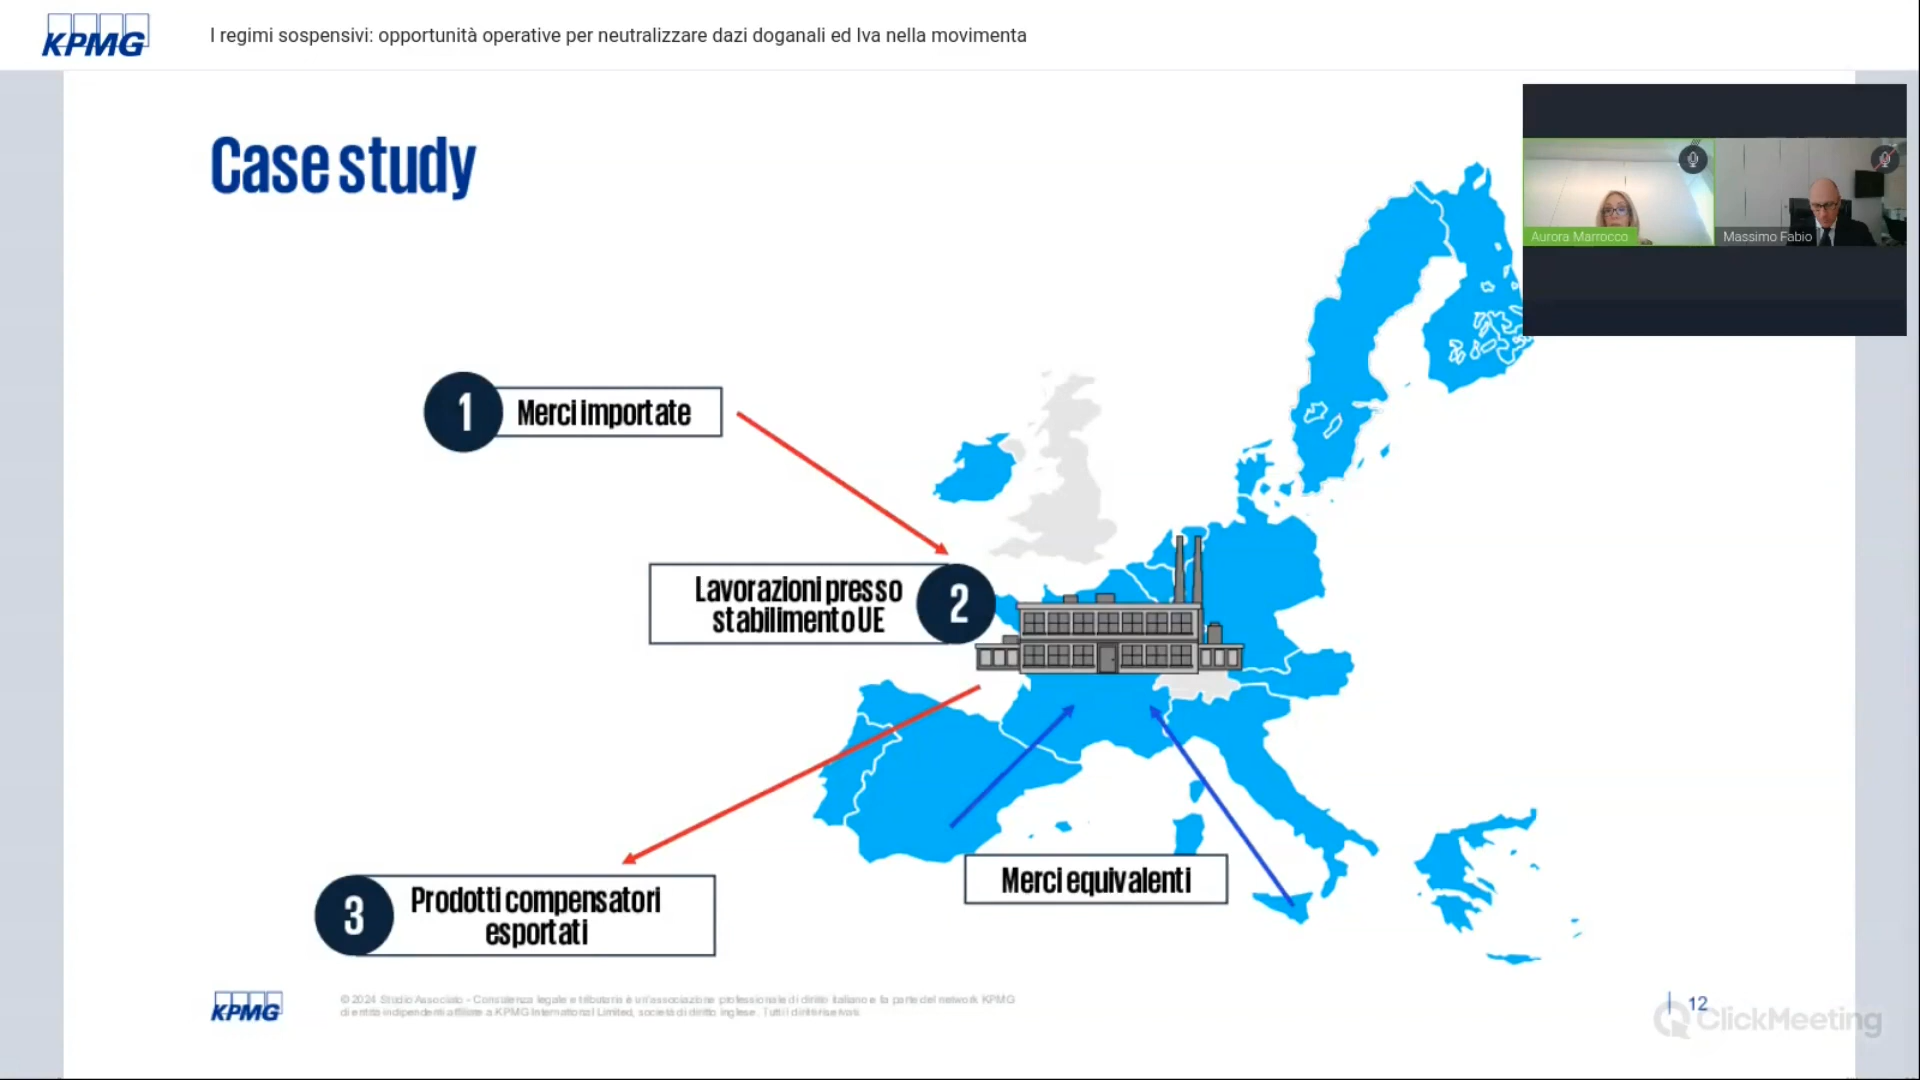 KPMG
I regimi sospensivi: opportunità operative per neutralizzare dazi doganali ed Iva nella movimenta
Case study
Aurora Marrocco
Massimo Fabio
1
Merci importate
Lavorazioni presso
stabilimento UE
2
Merci equivalenti
3
Prodotti compensatori
esportati
KPMG
© 2024 Studio Associato - Consulenza legale e tributaria è un'associazione professionale di diritto italiano e fa parte del network KPMG
di entità indipendenti affiliate a KPMG International Limited, società di diritto inglese. Tutti i diritti riservati.
12
ClickMeeting